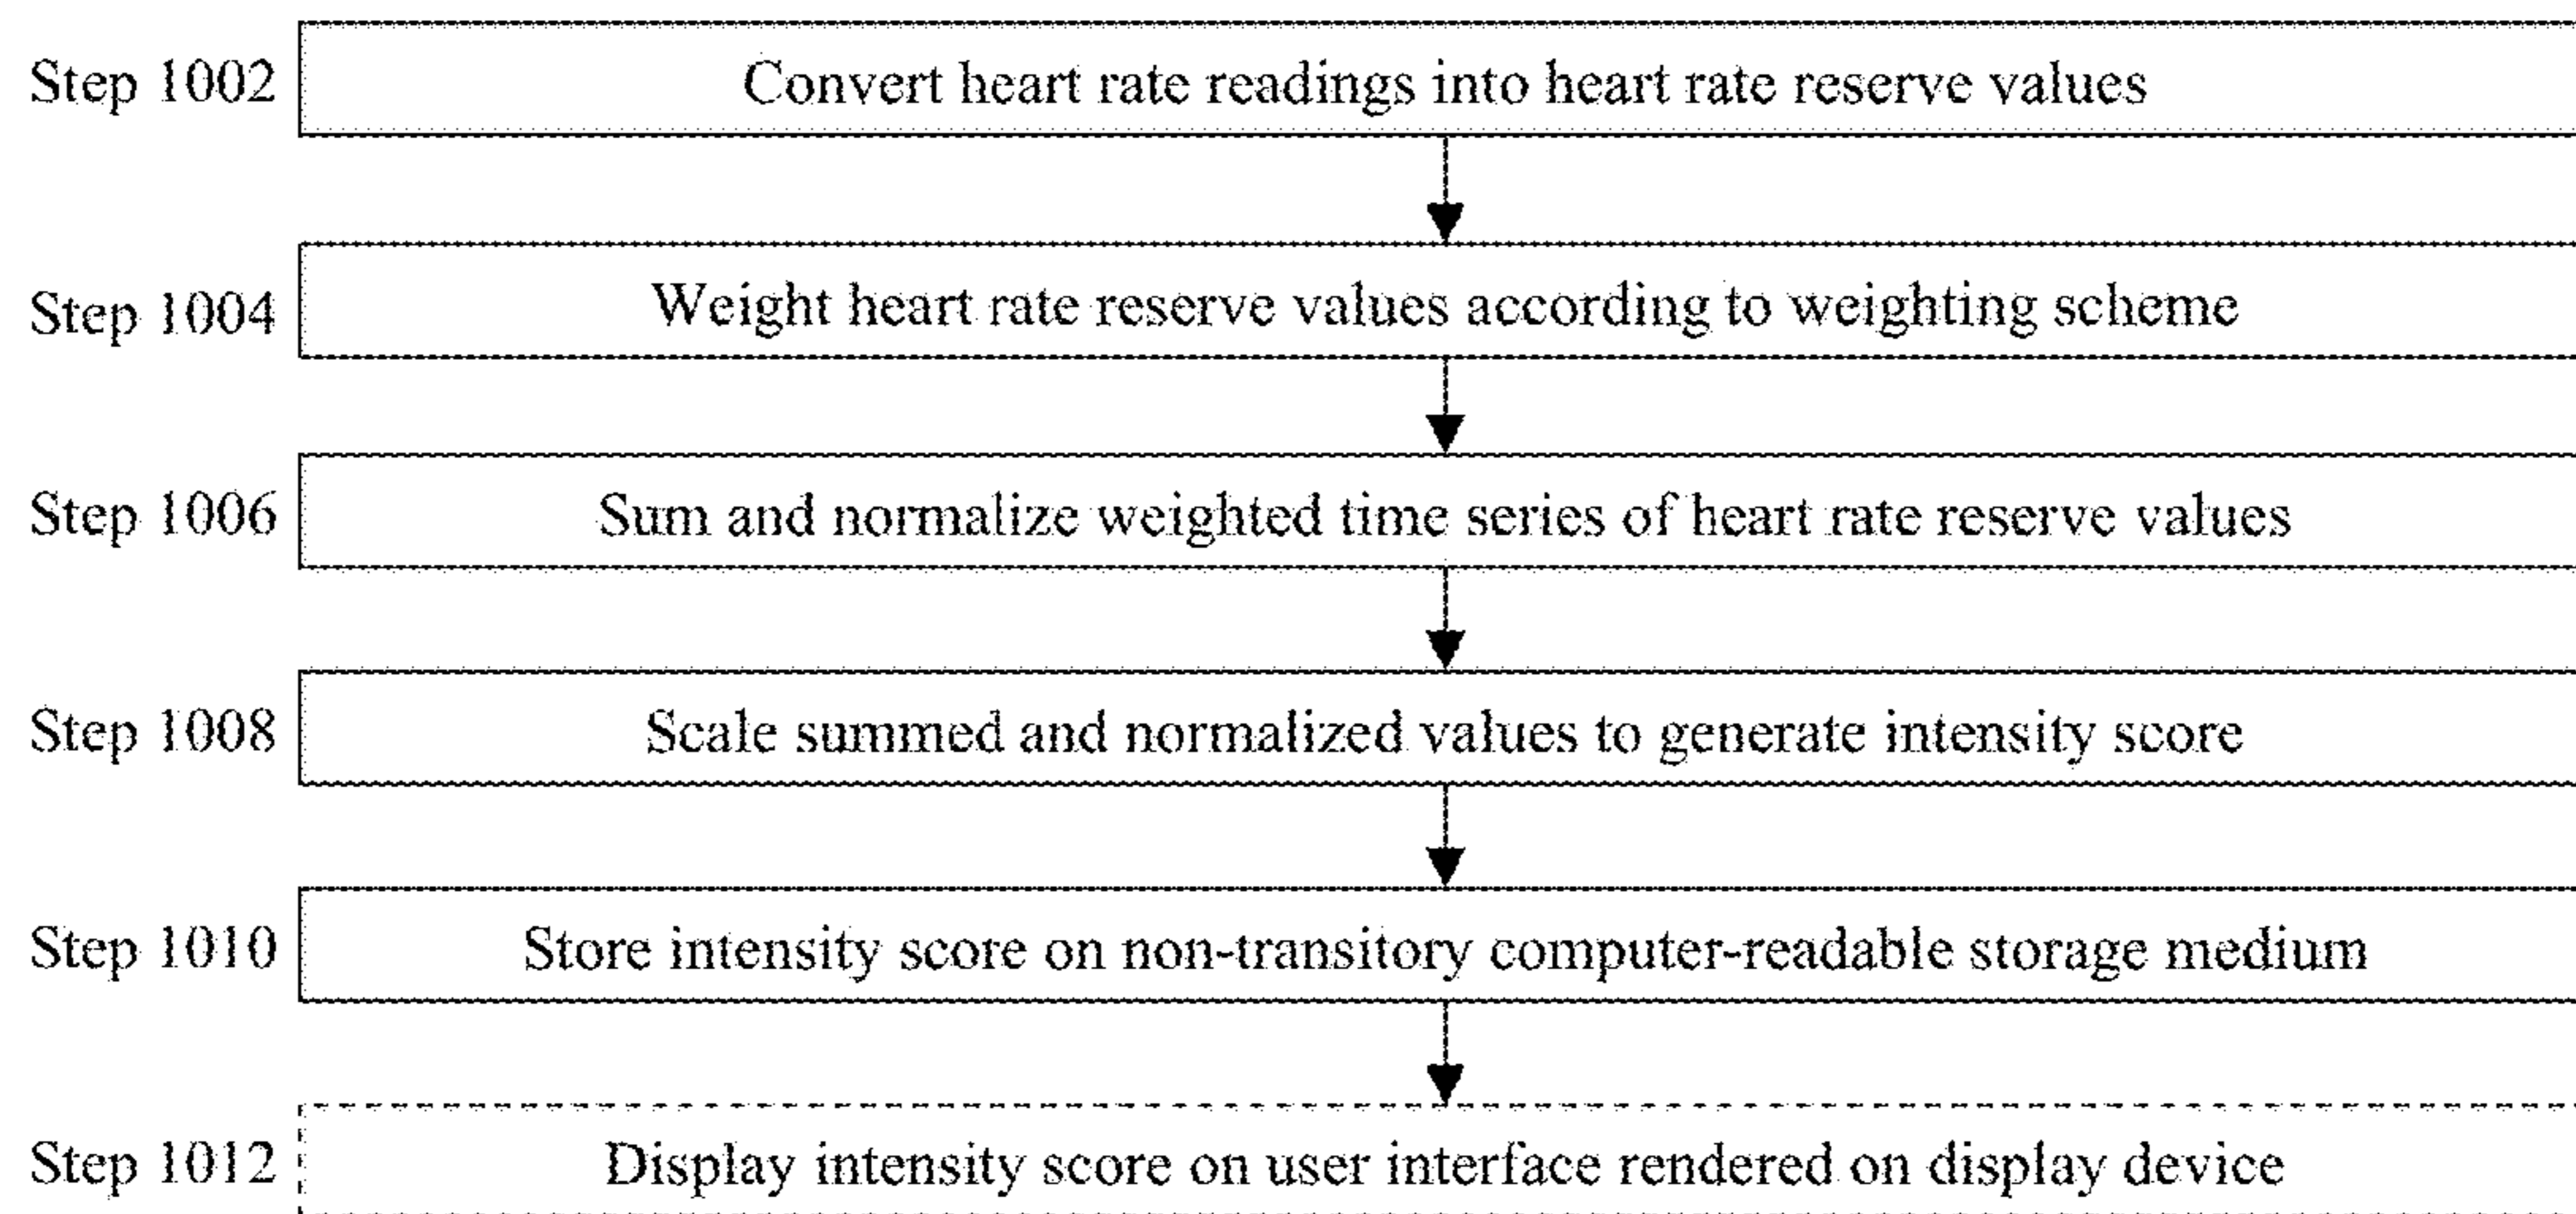 Step 1002 Convert heart rate readings into heart rate reserve values
Step 1004 Weight heart rate reserve values according to weighting scheme
Step 1006 Sum and normalize weighted time series of heart rate reserve values
Step 1008 Scale summed and normalized values to generate intensity score
Step 1010 Store intensity score on non-transitory computer-readable storage medium
Step 1012 Display intensity score on user interface rendered on display device